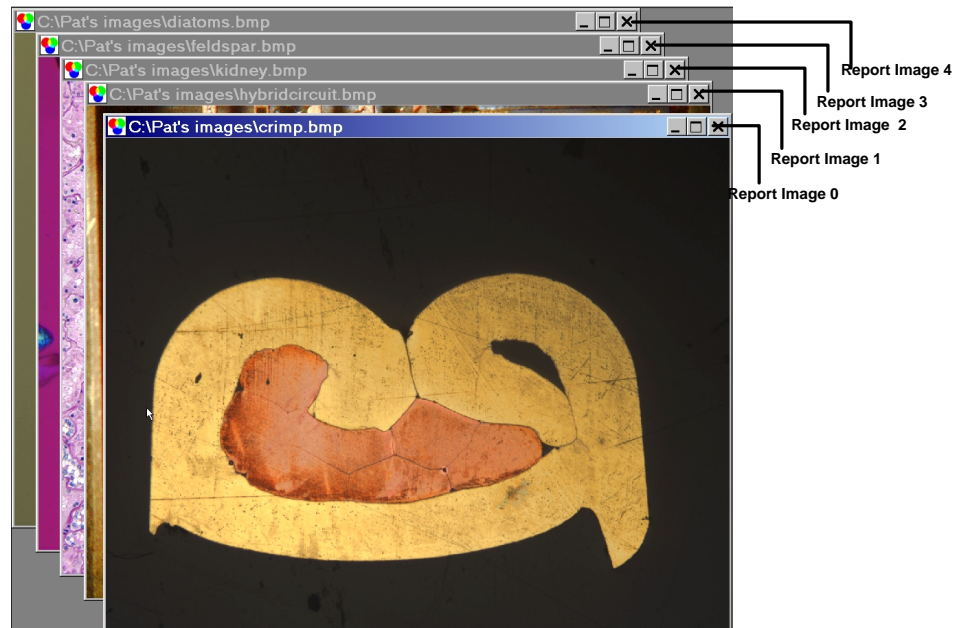 C:\Pat's images\diatoms.bmp
C:\Pat's images\feldspar.bmp
C:\Pat's images\kidney.bmp
C:\Pat's images\hybridcircuit.bmp
C:\Pat's images\crimp.bmp
Report Image 4
Report Image 3
Report Image 2
Report Image 1
Report Image 0